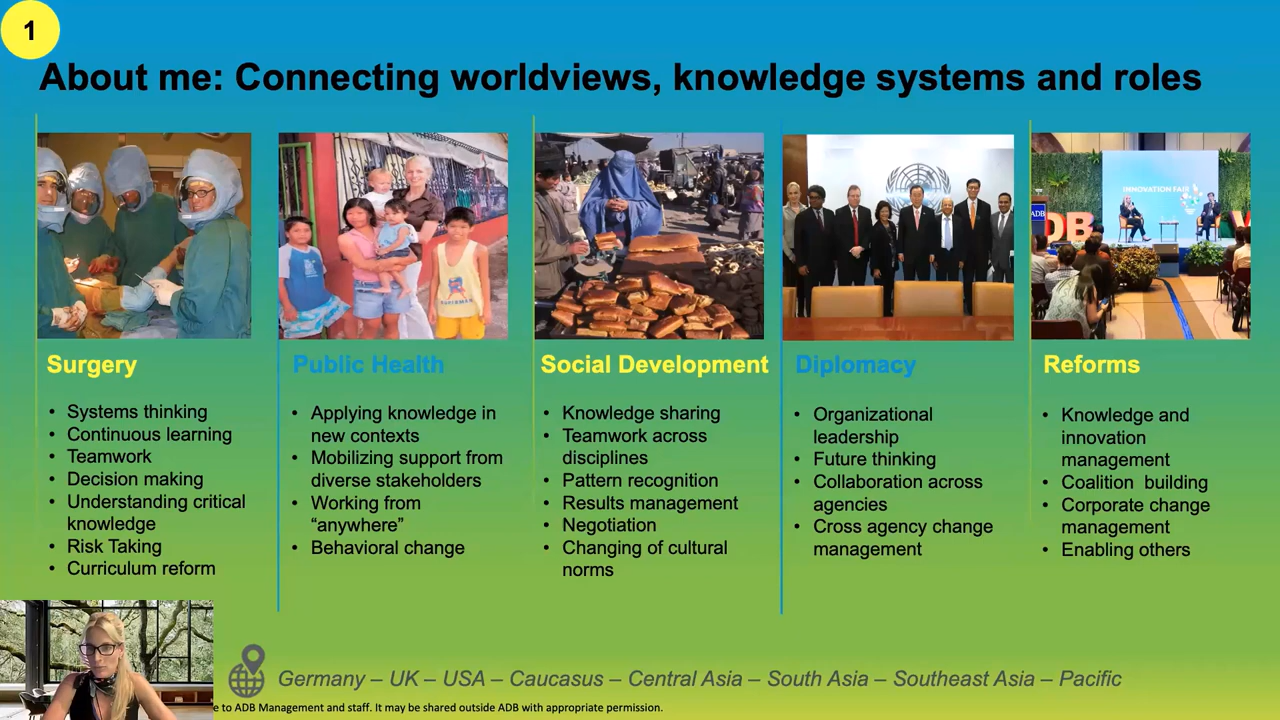 1
About me: Connecting worldviews, knowledge systems and roles
INNOVATION FAIR
ADB
DB
Surgery
• Systems thinking
• Continuous learning
• Teamwork
• Decision making
• Understanding critical
knowledge
• Risk Taking
• Curriculum reform
Public Health
• Applying knowledge in
new contexts
• Mobilizing support from
diverse stakeholders
• Working from
“anywhere”
• Behavioral change
Social Development
• Knowledge sharing
• Teamwork across
disciplines
• Pattern recognition
• Results management
• Negotiation
• Changing of cultural
norms
Diplomacy
• Organizational
leadership
• Future thinking
• Collaboration across
agencies
• Cross agency change
management
Reforms
• Knowledge and
innovation
management
• Coalition building
• Corporate change
management
• Enabling others
Germany – UK – USA – Caucasus – Central Asia – South Asia – Southeast Asia – Pacific
e to ADB Management and staff. It may be shared outside ADB with appropriate permission.